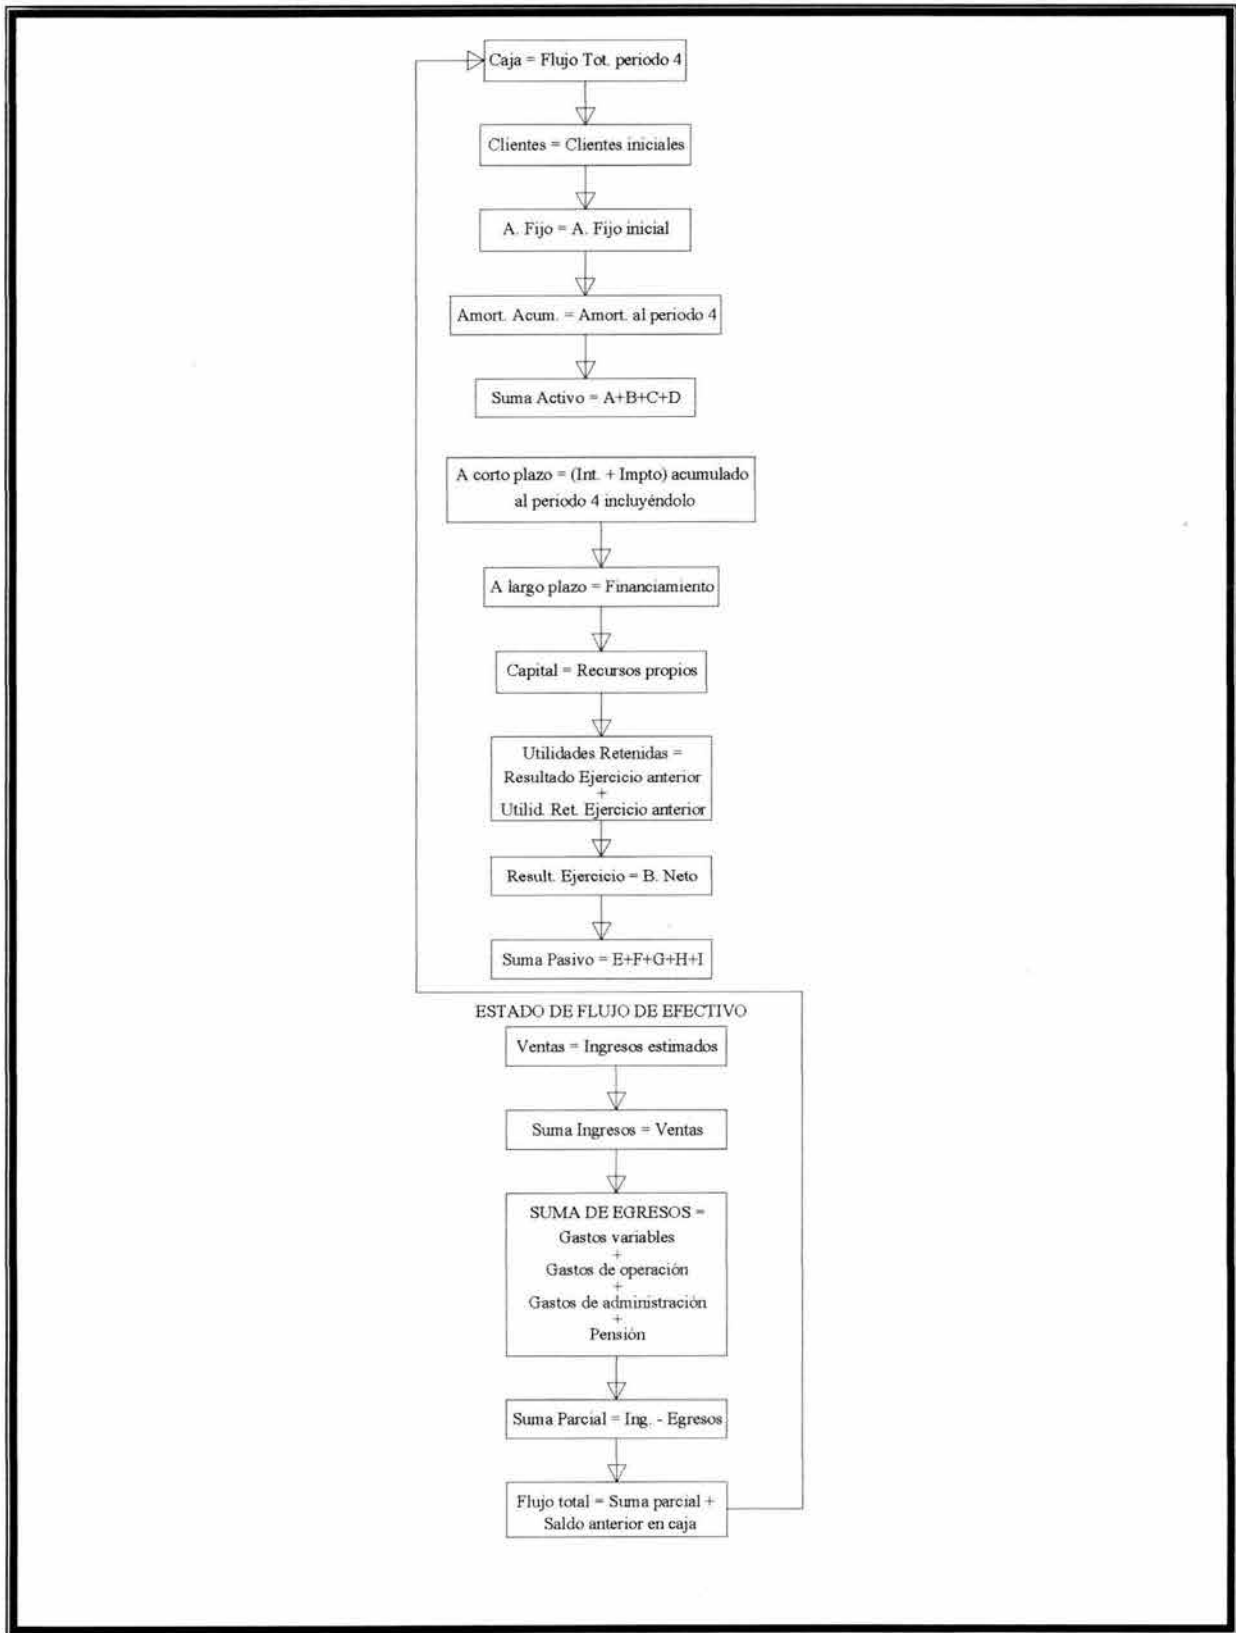 Caja = Flujo Tot. periodo 4
Clientes = Clientes iniciales
A. Fijo = A. Fijo inicial
Amort. Acum. = Amort. al periodo 4
Suma Activo = A+B+C+D
A corto plazo = (Int. + Impto) acumulado
al periodo 4 incluyéndolo
A largo plazo = Financiamiento
Capital = Recursos propios
Utilidades Retenidas =
Resultado Ejercicio anterior
+
Utilid. Ret. Ejercicio anterior
Result. Ejercicio = B. Neto
Suma Pasivo = E+F+G+H+I
ESTADO DE FLUJO DE EFECTIVO
Ventas = Ingresos estimados
Suma Ingresos = Ventas
SUMA DE EGRESOS =
Gastos variables
+
Gastos de operación
+
Gastos de administración
+
Pensión
Suma Parcial = Ing. - Egresos
Flujo total = Suma parcial +
Saldo anterior en caja